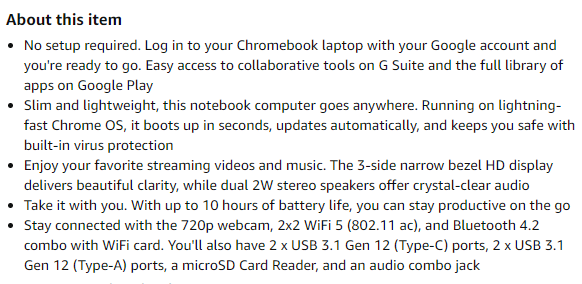 About this item
• No setup required. Log in to your Chromebook laptop with your Google account and
you're ready to go. Easy access to collaborative tools on G Suite and the full library of
apps on Google Play
• Slim and lightweight, this notebook computer goes anywhere. Running on lightning-
fast Chrome OS, it boots up in seconds, updates automatically, and keeps you safe with
built-in virus protection
• Enjoy your favorite streaming videos and music. The 3-side narrow bezel HD display
delivers beautiful clarity, while dual 2W stereo speakers offer crystal-clear audio
• Take it with you. With up to 10 hours of battery life, you can stay productive on the go
• Stay connected with the 720p webcam, 2x2 WiFi 5 (802.11 ac), and Bluetooth 4.2
combo with WiFi card. You'll also have 2 x USB 3.1 Gen 12 (Type-C) ports, 2 x USB 3.1
Gen 12 (Type-A) ports, a microSD Card Reader, and an audio combo jack